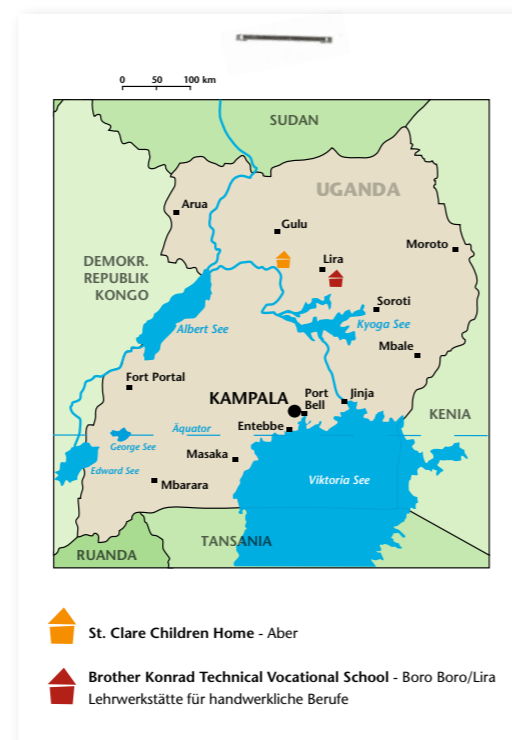 0 50 100 km
SUDAN
UGANDA
Arua
Gulu
Moroto
DEMOKR.
REPUBLIK
KONGO
Lira
Soroti
Albert See
Kyoga See
Mbale
Fort Portal
KAMPALA
Port
Bell
Jinja
KENIA
Entebbe
Äquator
George See
Masaka
Edward See
Viktoria See
Mbarara
TANSANIA
RUANDA
St. Clare Children Home - Aber
Brother Konrad Technical Vocational School - Boro Boro/Lira
Lehrwerkstätte für handwerkliche Berufe